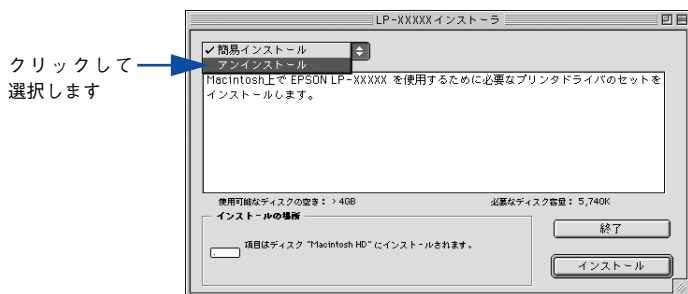 LP-XXXXXインストーラ
クリックして
選択します
✓簡易インストール
アンインストール
Macintosh上で EPSON LP-XXXXX を使用するために必要なプリンタドライバのセットを
インストールします。
使用可能なディスクの空き：＞4GB
必要なディスク容量：5,740K
インストールの場所
項目はディスク "Macintosh HD" にインストールされます。
終了
インストール